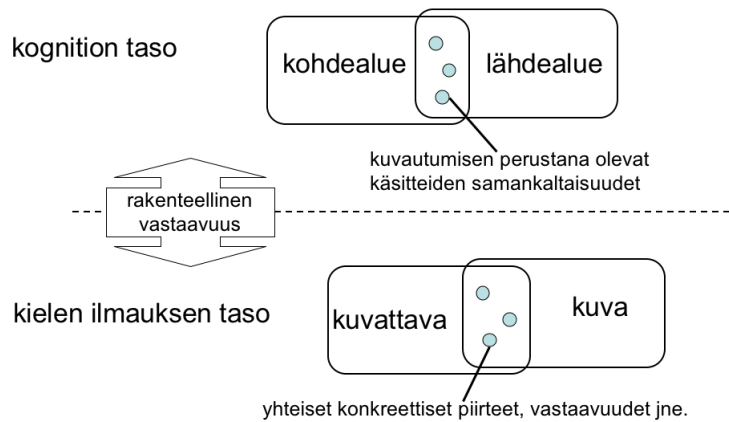 kognition taso
kohdealue
lähdealue
kuvautumisen perustana olevat
käsitteiden samankaltaisuudet
rakenteellinen
vastaavuus
kielen ilmauksen taso
kuvattava
kuva
yhteiset konkreettiset piirteet, vastaavuudet jne.